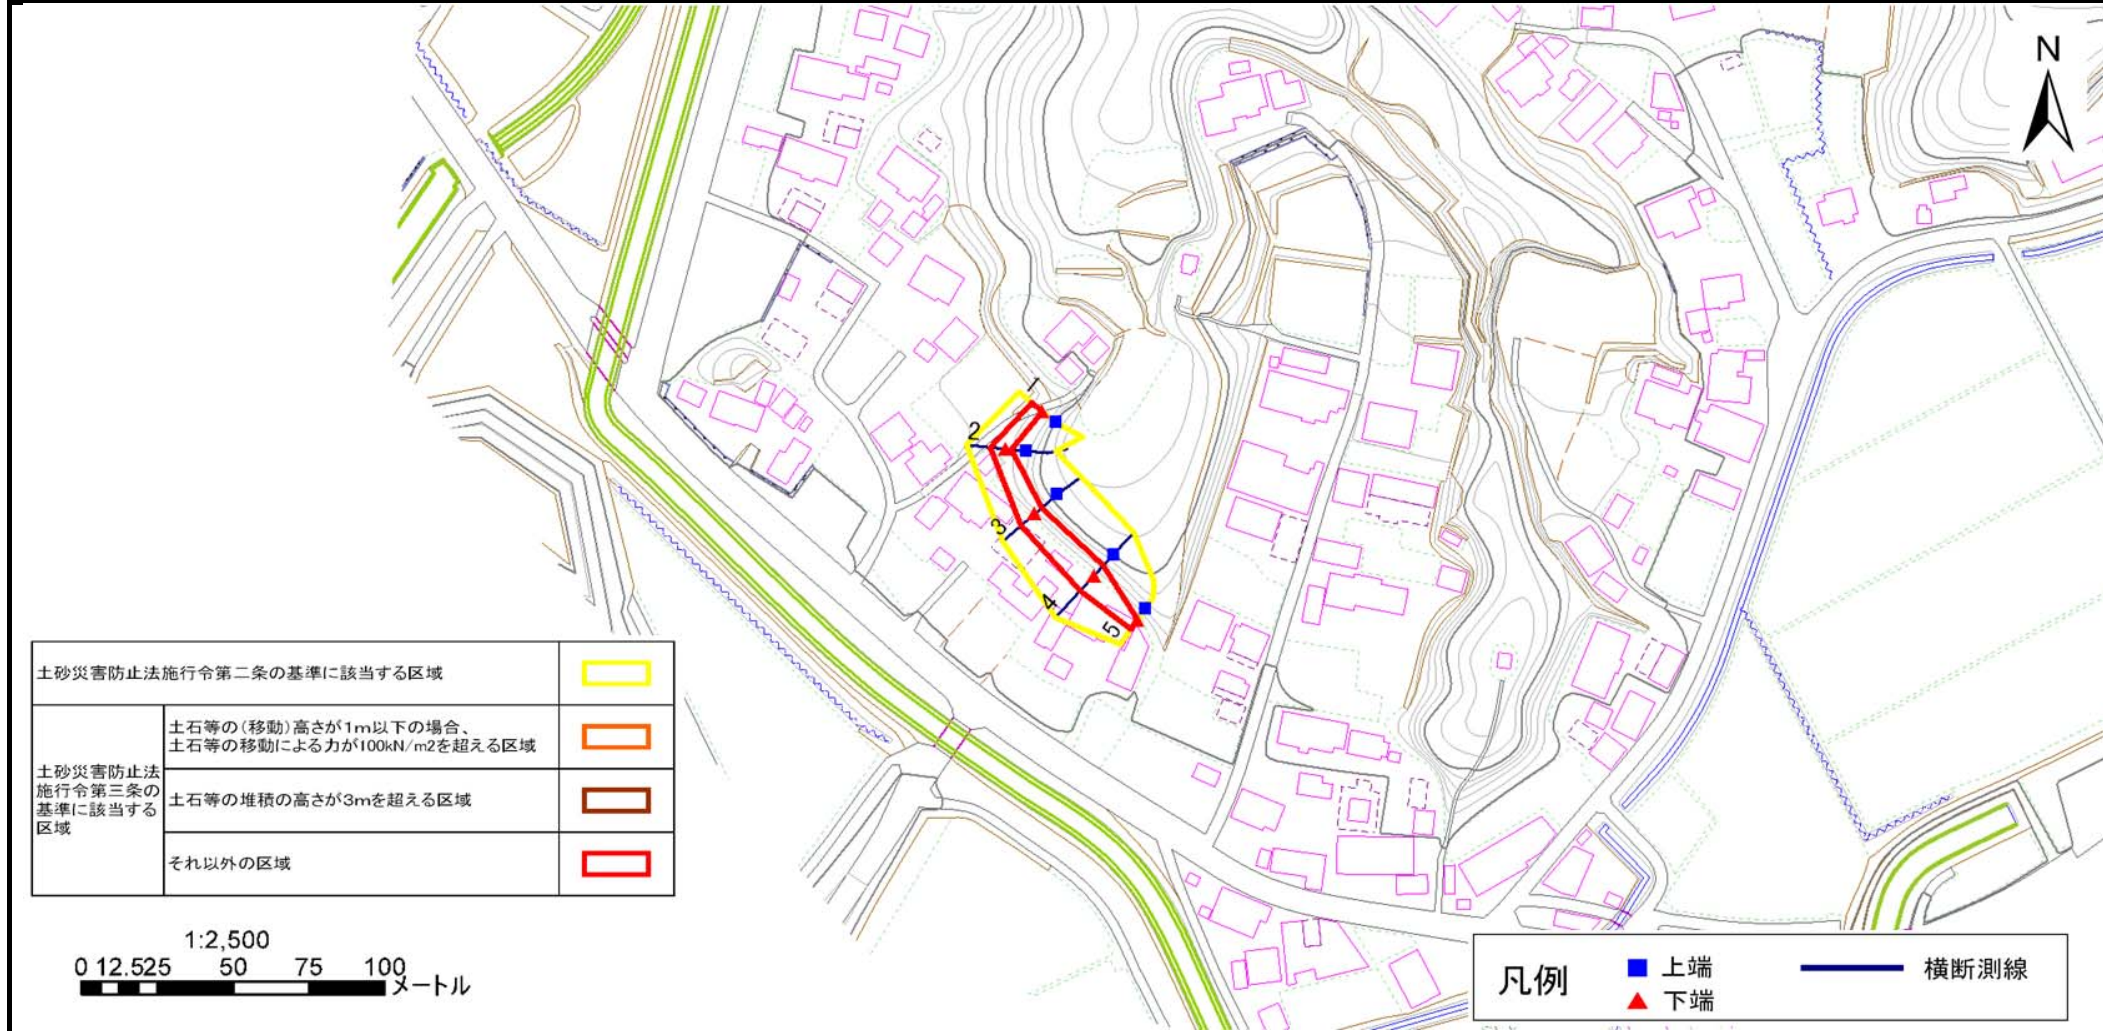 N
1
2
3
4
5
土砂災害防止法施行令第二条の基準に該当する区域
土砂災害防止法
施行令第三条の
基準に該当する
区域
土石等の(移動)高さが1m以下の場合、
土石等の移動による力が100kN/m2を超える区域
土石等の堆積の高さが3mを超える区域
それ以外の区域
1:2,500
0 12.525 50 75 100
メートル
凡例
上端
下端
横断測線